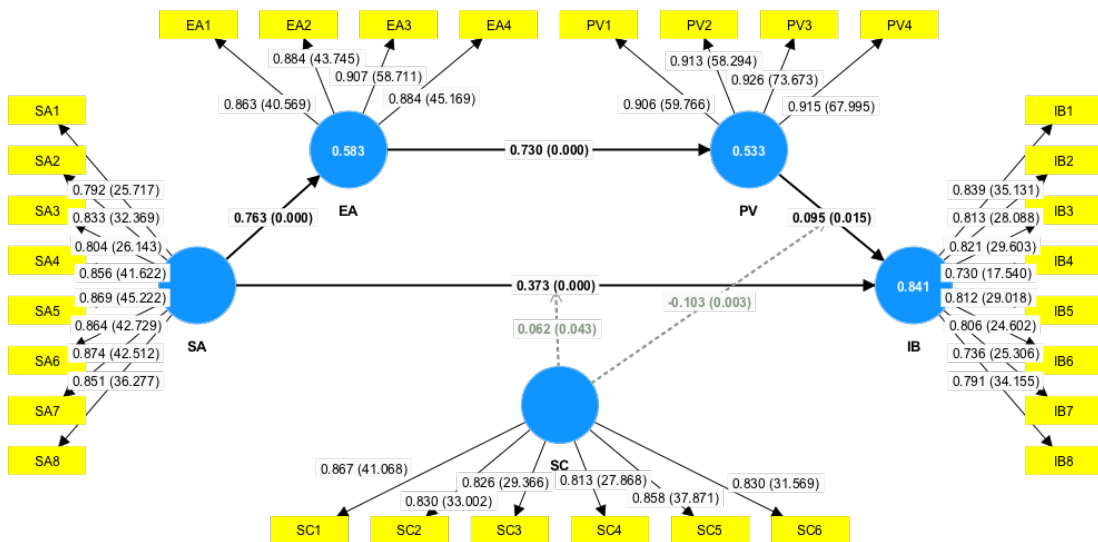 EA1 EA2 EA3 EA4 PV1 PV2 PV3 PV4
0.884 (43.745) 0.913 (58.294)
0.907 (58.711) 0.926 (73.673)
0.863 (40.569) 0.884 (45.169) 0.906 (59.766) 0.915 (67.995)
SA1 IB1
0.583 0.730 (0.000) 0.533
SA2 IB2
0.792 (25.717) 0.839 (35.131)
SA3 0.833 (32.369) EA PV 0.813 (28.088) IB3
0.763 (0.000) 0.095 (0.015)
0.804 (26.143) 0.821 (29.603)
SA4 0.856 (41.622) 0.730 (17.540) IB4
0.373 (0.000) 0.841
0.869 (45.222) -0.103 (0.003) 0.812 (29.018)
SA5 IB5
0.864 (42.729) 0.062 (0.043) 0.806 (24.602)
SA IB
SA6 0.874 (42.512) 0.736 (25.306) IB6
0.851 (36.277) 0.791 (34.155)
SA7 IB7
SA8 SC IB8
0.867 (41.068) 0.826 (29.366) 0.813 (27.868) 0.830 (31.569)
0.830 (33.002) 0.858 (37.871)
SC1 SC2 SC3 SC4 SC5 SC6